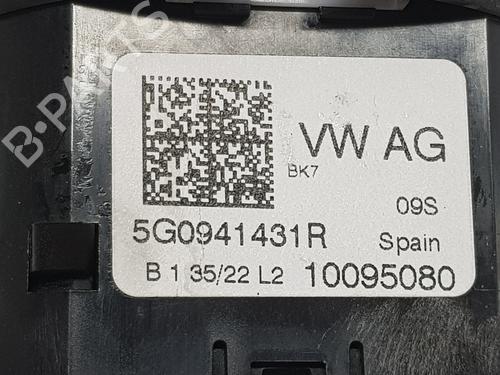 B-PARTS
VW AG
BK7
09S
5G0941431R
Spain
B 1 35/22 L2
10095080